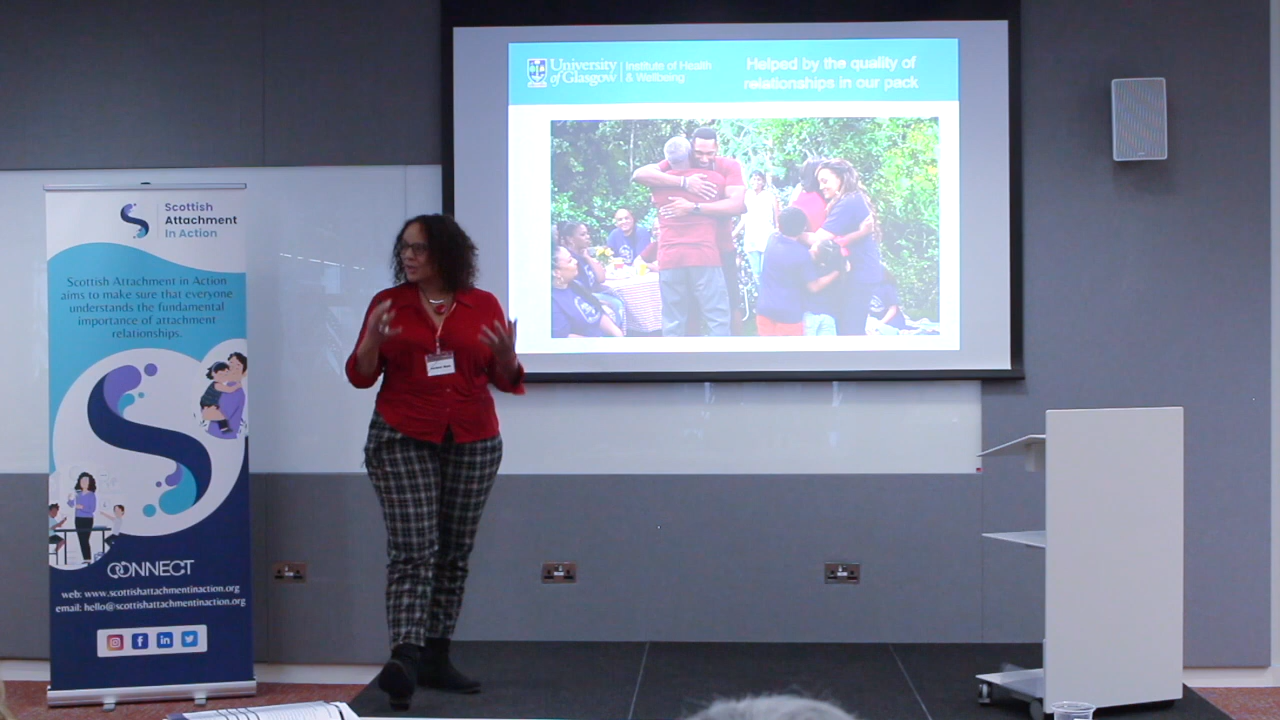 University
of Glasgow
Institute of Health
& Wellbeing
Helped by the quality of
relationships in our pack
Scottish
Attachment
In Action
Scottish Attachment in Action
aims to make sure that everyone
understands the fundamental
importance of attachment
relationships.
CONNECT
web: www.scottishattachmentinaction.org
email: hello@scottishattachmentinaction.org